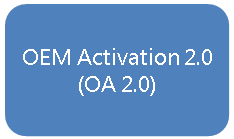 OEM Activation 2.0
(OA 2.0)